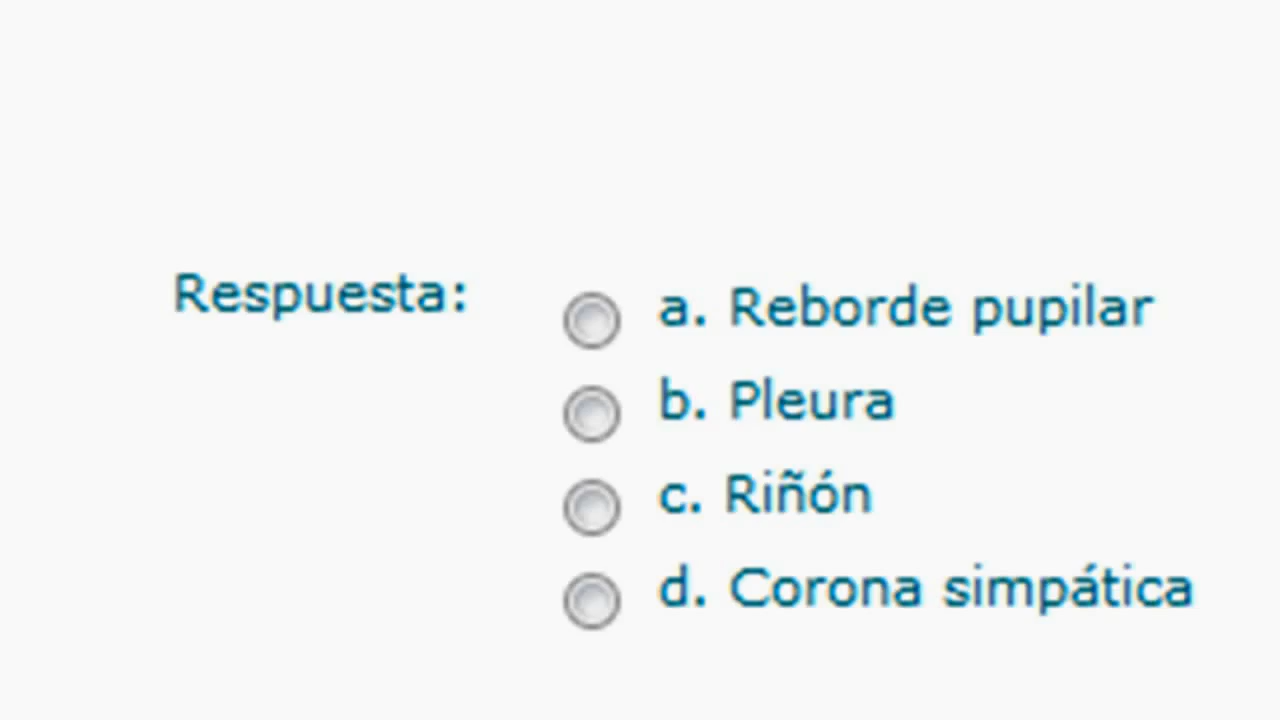 Respuesta:
a. Reborde pupilar
b. Pleura
c. Riñón
d. Corona simpática